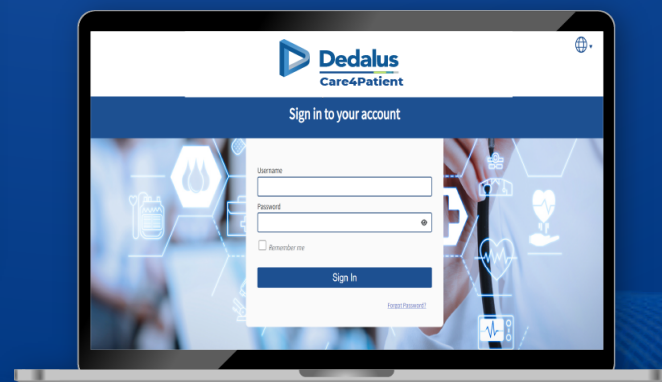 Dedalus
Care4Patient
Sign in to your account
Username
Password
Remember me
Sign In
Forgot Password?